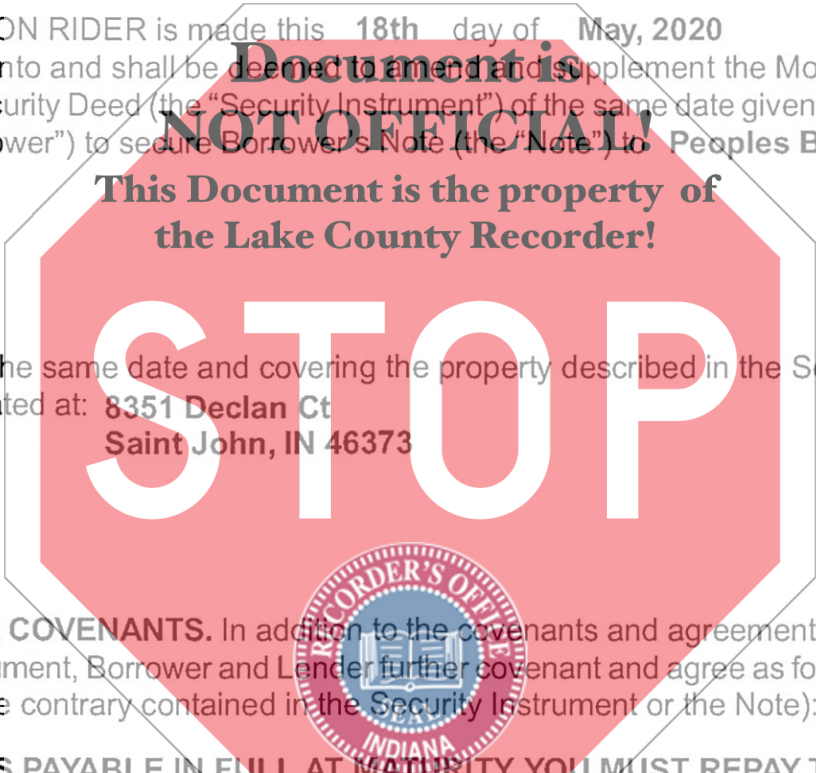 ON RIDER is made this 18th day of May, 2020
Document is
nto and shall be deemed to amend and supplement the Mo
curity Deed (the “Security Instrument”) of the same date given
NOT OFFICIAL!
wer”) to secure Borrower’s Note (the “Note”) to Peoples B
This Document is the property of
the Lake County Recorder!
STOP
he same date and covering the property described in the Se
ted at: 8351 Declan Ct
Saint John, IN 46373
RECORDER'S OFFICE
SEAL
INDIANA
COVENANTS. In addition to the covenants and agreement
ument, Borrower and Lender further covenant and agree as fo
e contrary contained in the Security Instrument or the Note):
S PAYABLE IN FULL AT MATURITY YOU MUST REPAY T